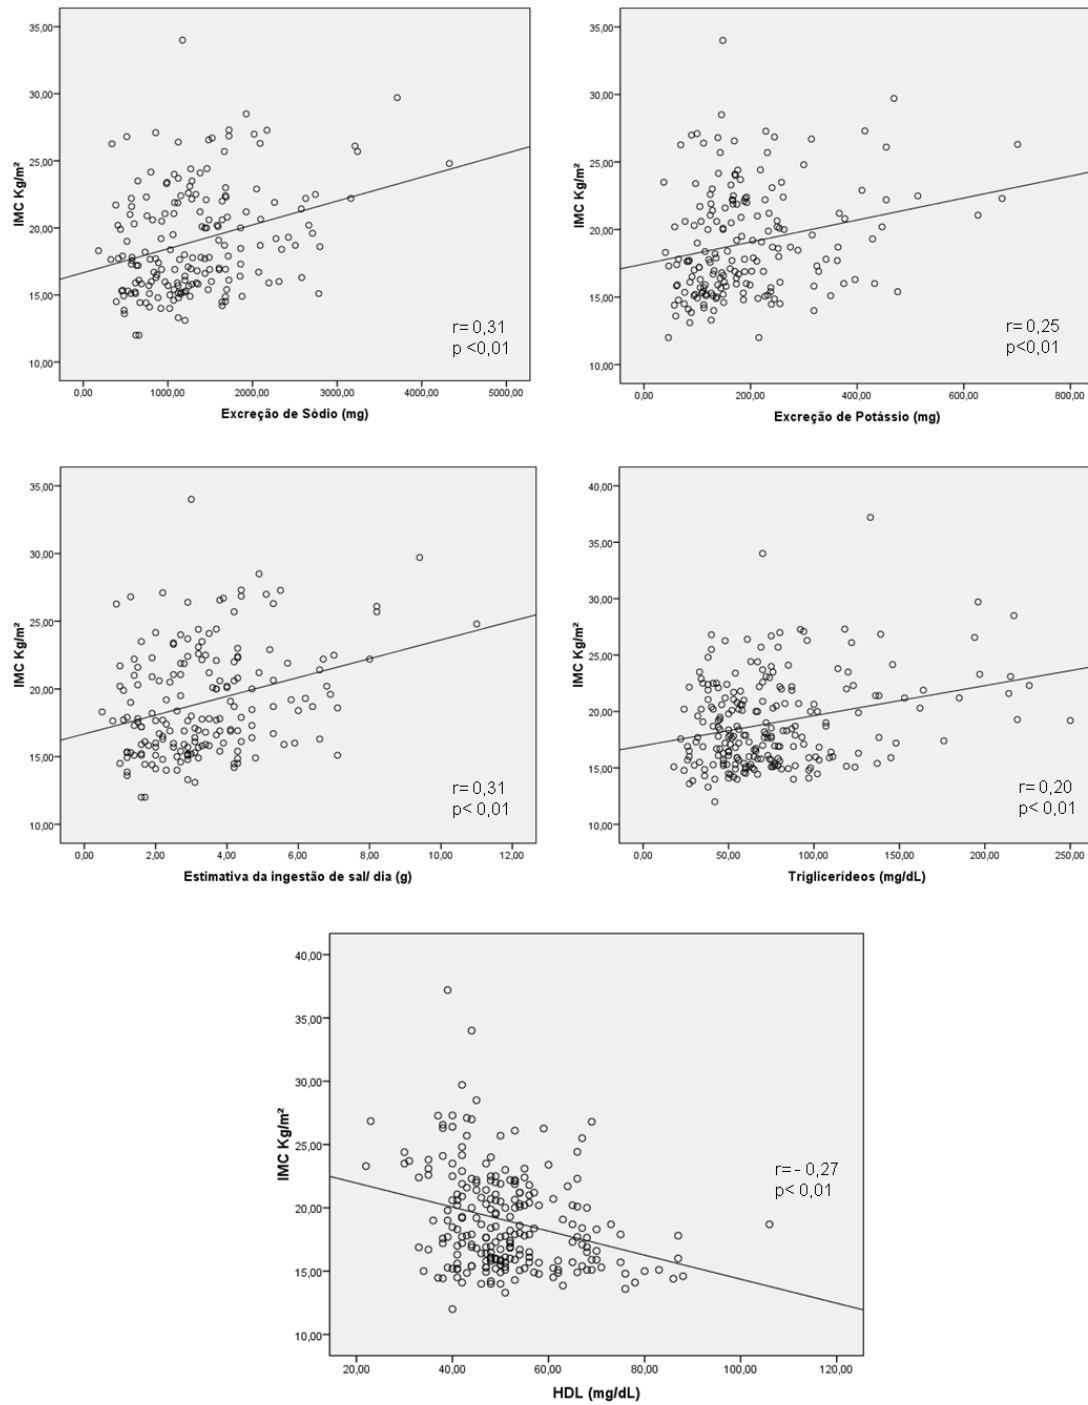 35,00
30,00
25,00
20,00
15,00
10,00
IMC Kg/m²
r= 0,31
p <0,01
0,00 1000,00 2000,00 3000,00 4000,00 5000,00
Excreção de Sódio (mg)
35,00
30,00
25,00
20,00
15,00
10,00
IMC Kg/m²
r= 0,25
p<0,01
0,00 200,00 400,00 600,00 800,00
Excreção de Potássio (mg)
35,00
30,00
25,00
20,00
15,00
10,00
IMC Kg/m²
r= 0,31
p< 0,01
0,00 2,00 4,00 6,00 8,00 10,00 12,00
Estimativa da ingestão de sal/ dia (g)
40,00
35,00
30,00
25,00
20,00
15,00
10,00
IMC Kg/m²
r= 0,20
p< 0,01
0,00 50,00 100,00 150,00 200,00 250,00
Triglicerídeos (mg/dL)
40,00
35,00
30,00
25,00
20,00
15,00
10,00
IMC Kg/m²
r= - 0,27
p< 0,01
20,00 40,00 60,00 80,00 100,00 120,00
HDL (mg/dL)